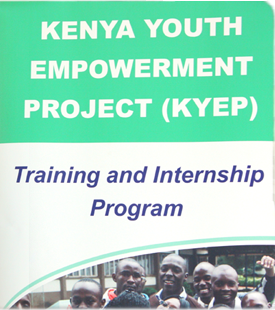 KENYA YOUTH
EMPOWERMENT
PROJECT (KYEP)
Training and Internship
Program